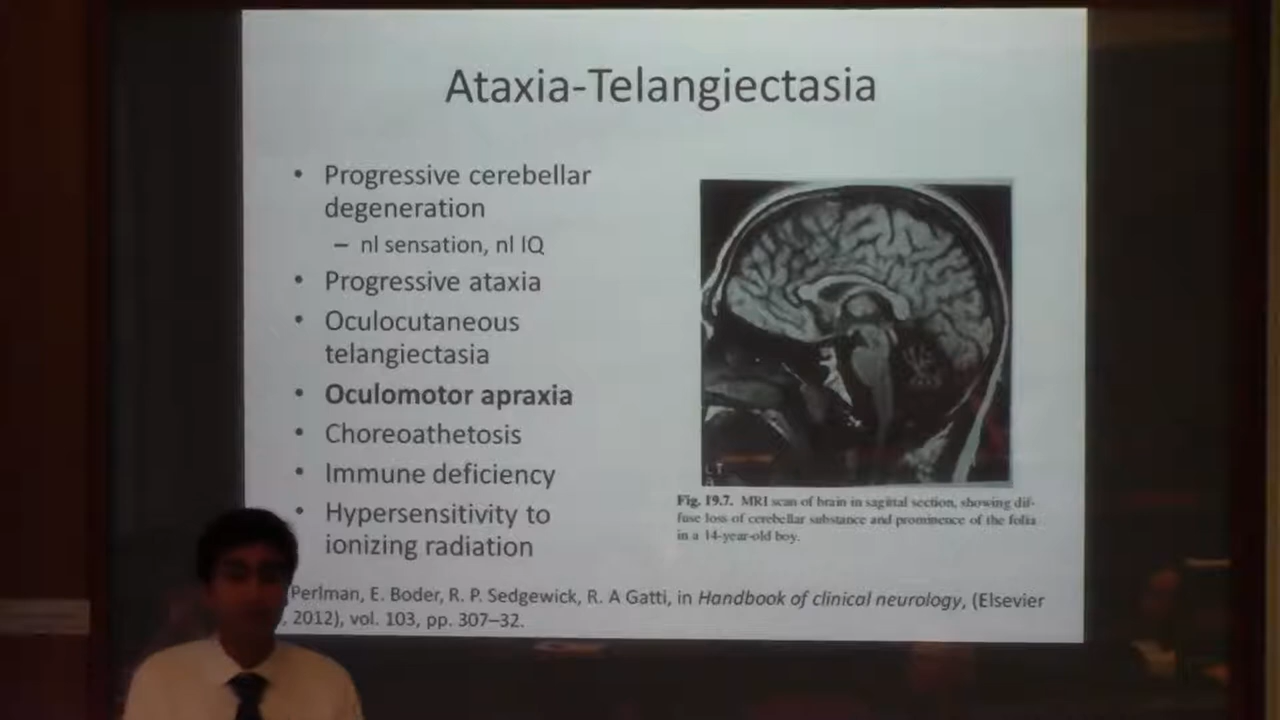 Ataxia-Telangiectasia
• Progressive cerebellar
degeneration
– nl sensation, nl IQ
• Progressive ataxia
• Oculocutaneous
telangiectasia
• Oculomotor apraxia
• Choreoathetosis
• Immune deficiency
• Hypersensitivity to
ionizing radiation
LT
Fig. 19.7. MRI scan of brain in sagittal section, showing dif-
fuse loss of cerebellar substance and prominence of the folia
in a 14-year-old boy.
Perlman, E. Boder, R. P. Sedgewick, R. A Gatti, in Handbook of clinical neurology, (Elsevier
, 2012), vol. 103, pp. 307–32.